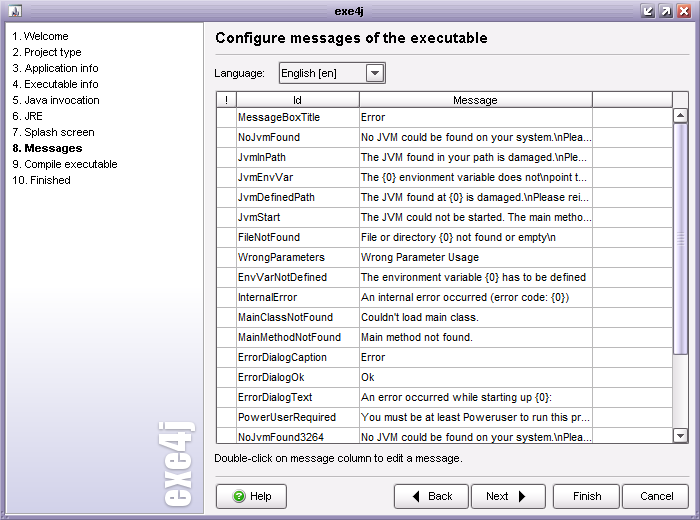 exe4j
1. Welcome
2. Project type
3. Application info
4. Executable info
5. Java invocation
6. JRE
7. Splash screen
8. Messages
9. Compile executable
10. Finished
exe4j
Configure messages of the executable
Language: English [en]
! Id Message
MessageBoxTitle Error
NoJvmFound No JVM could be found on your system.\nPlea...
JvmInPath The JVM found in your path is damaged.\nPlea...
JvmEnvVar The {0} envionment variable does not\npoint t...
JvmDefinedPath The JVM found at {0} is damaged.\nPlease rei...
JvmStart The JVM could not be started. The main metho...
FileNotFound File or directory {0} not found or empty\n
WrongParameters Wrong Parameter Usage
EnvVarNotDefined The environment variable {0} has to be defined
InternalError An internal error occurred (error code: {0})
MainClassNotFound Couldn't load main class.
MainMethodNotFound Main method not found.
ErrorDialogCaption Error
ErrorDialogOk Ok
ErrorDialogText An error occurred while starting up {0}:
PowerUserRequired You must be at least Poweruser to run this pr...
NoJvmFound3264 No JVM could be found on your system.\nPlea...
Double-click on message column to edit a message.
Help Back Next Finish Cancel